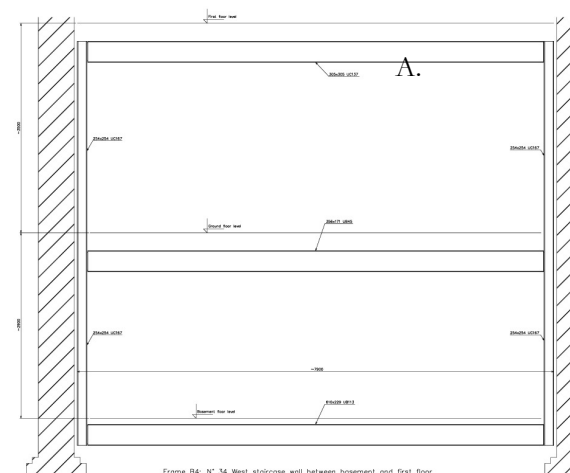 First floor level
A.
305x305 UC137
~3500
254x254 UC167
254x254 UC167
356x171 UB45
Ground floor level
~3600
254x254 UC167
254x254 UC167
~7900
610x229 UB113
Basement floor level
Frame B4: N° 34 West staircase wall between basement and first floor